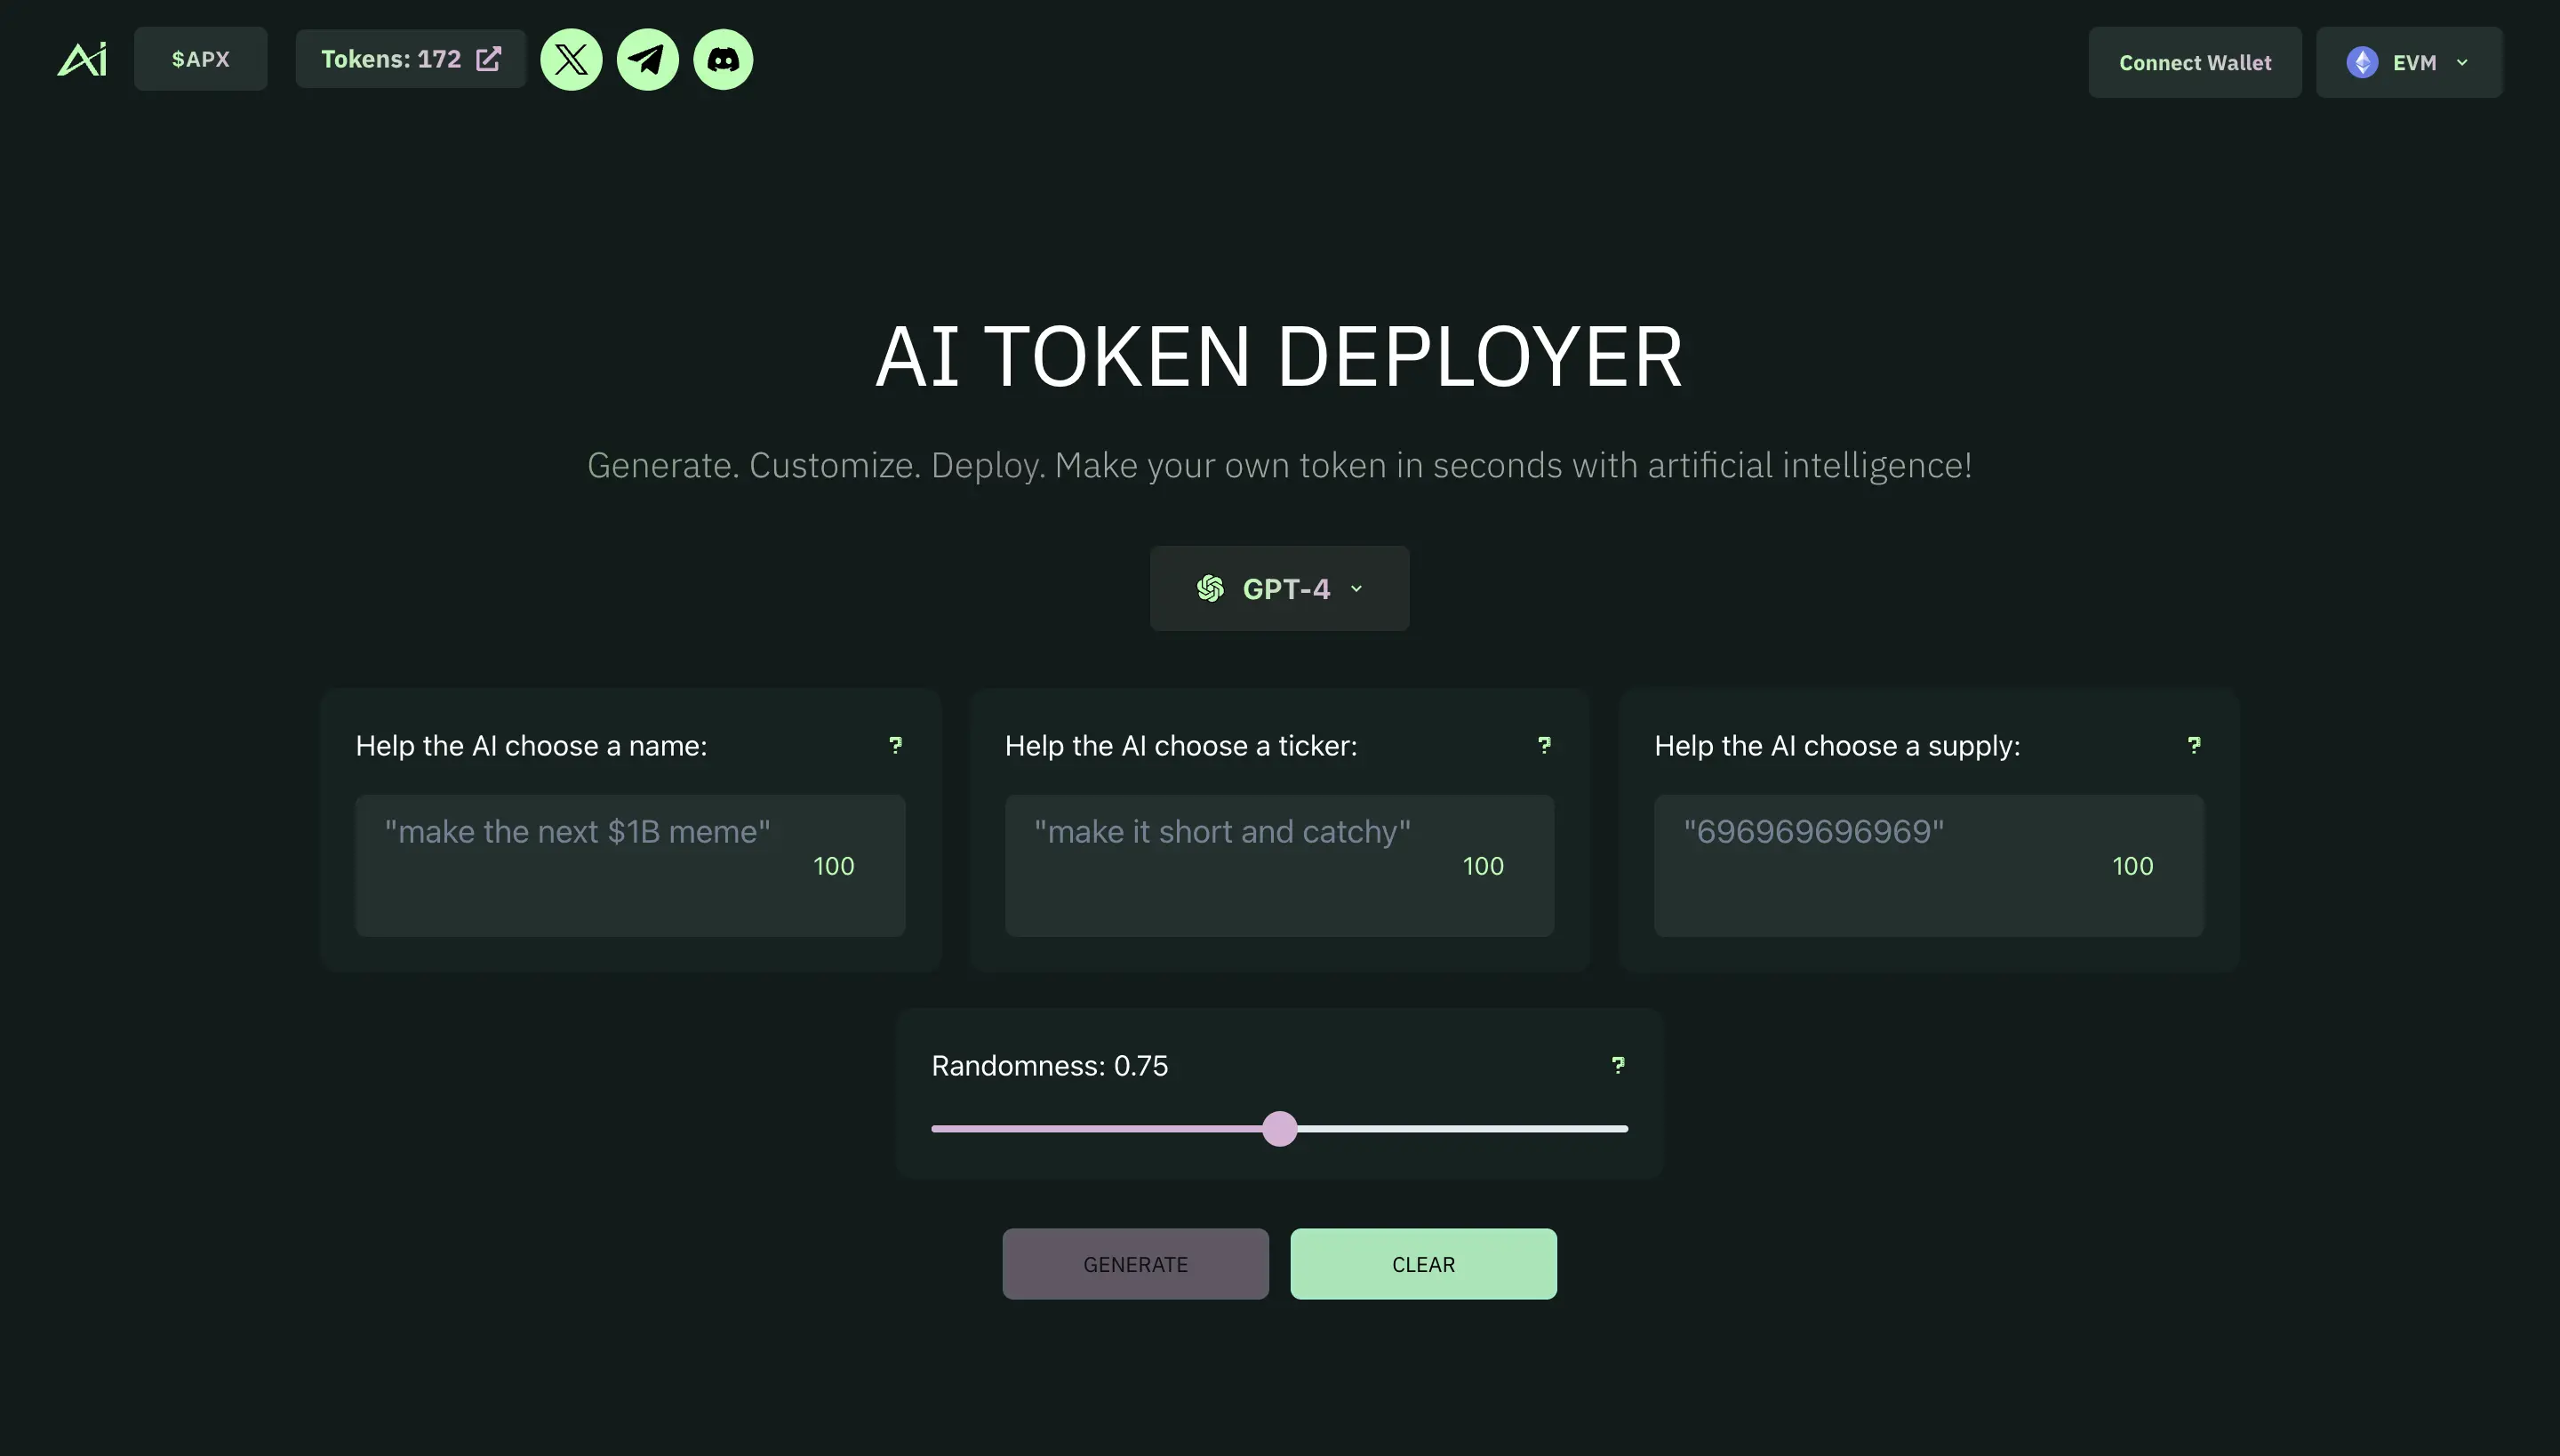 Ai
$APX
Tokens: 172
Connect Wallet
EVM
AI TOKEN DEPLOYER
Generate. Customize. Deploy. Make your own token in seconds with artificial intelligence!
GPT-4
Help the AI choose a name: ?
"make the next $1B meme"
100
Help the AI choose a ticker: ?
"make it short and catchy"
100
Help the AI choose a supply: ?
"696969696969"
100
Randomness: 0.75 ?
GENERATE
CLEAR